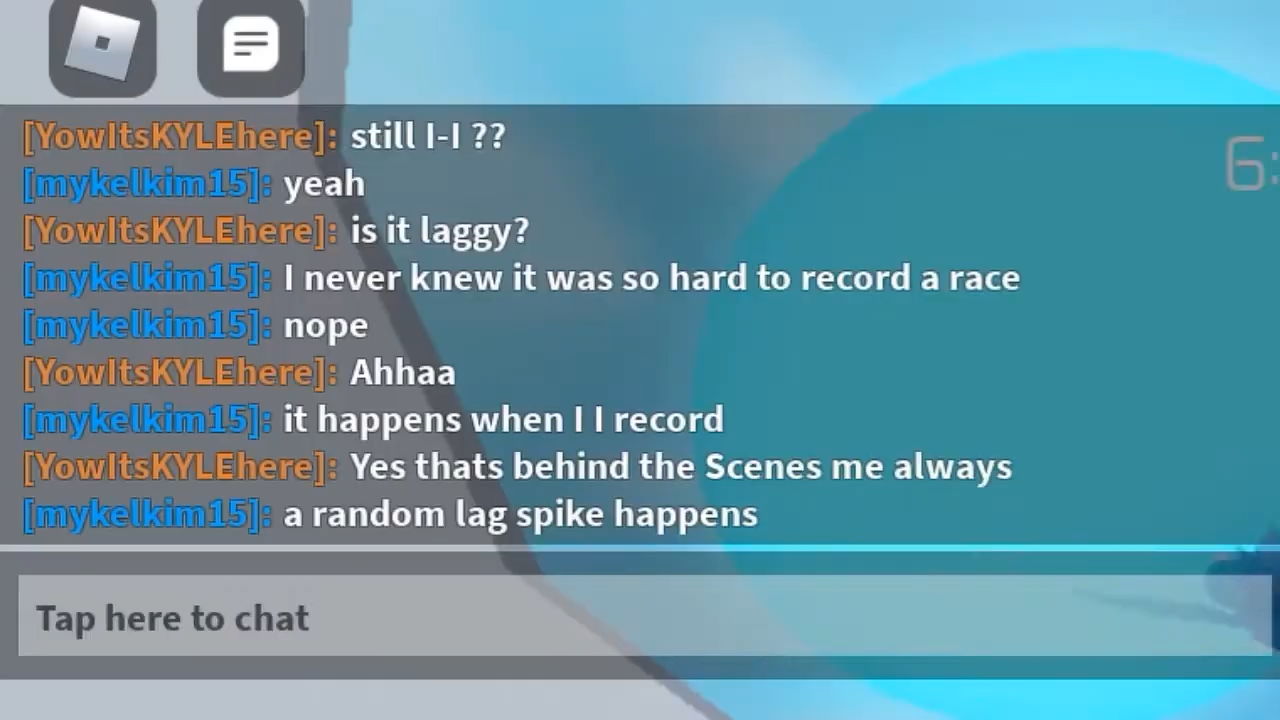 [YowItsKYLEhere]: still I-I ??
[mykelkim15]: yeah
[YowItsKYLEhere]: is it laggy?
[mykelkim15]: I never knew it was so hard to record a race
[mykelkim15]: nope
[YowItsKYLEhere]: Ahhaa
[mykelkim15]: it happens when I I record
[YowItsKYLEhere]: Yes thats behind the Scenes me always
[mykelkim15]: a random lag spike happens
Tap here to chat
6: